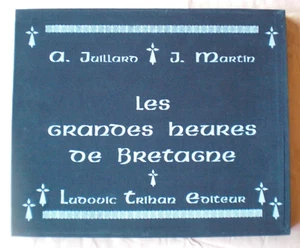 A. Juillard J. Martin
Les
grandes heures
de Bretagne
Ludovic Trihan Editeur